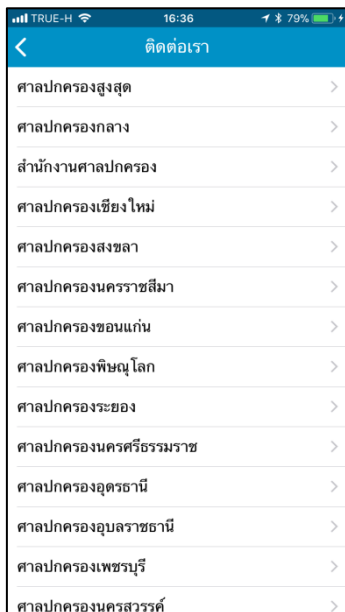 TRUE-H 16:36 79%
ติดต่อเรา
ศาลปกครองสูงสุด
ศาลปกครองกลาง
สำนักงานศาลปกครอง
ศาลปกครองเชียงใหม่
ศาลปกครองสงขลา
ศาลปกครองนครราชสีมา
ศาลปกครองขอนแก่น
ศาลปกครองพิษณุโลก
ศาลปกครองระยอง
ศาลปกครองนครศรีธรรมราช
ศาลปกครองอุดรธานี
ศาลปกครองอุบลราชธานี
ศาลปกครองเพชรบุรี
ศาลปกครองนครสวรรค์